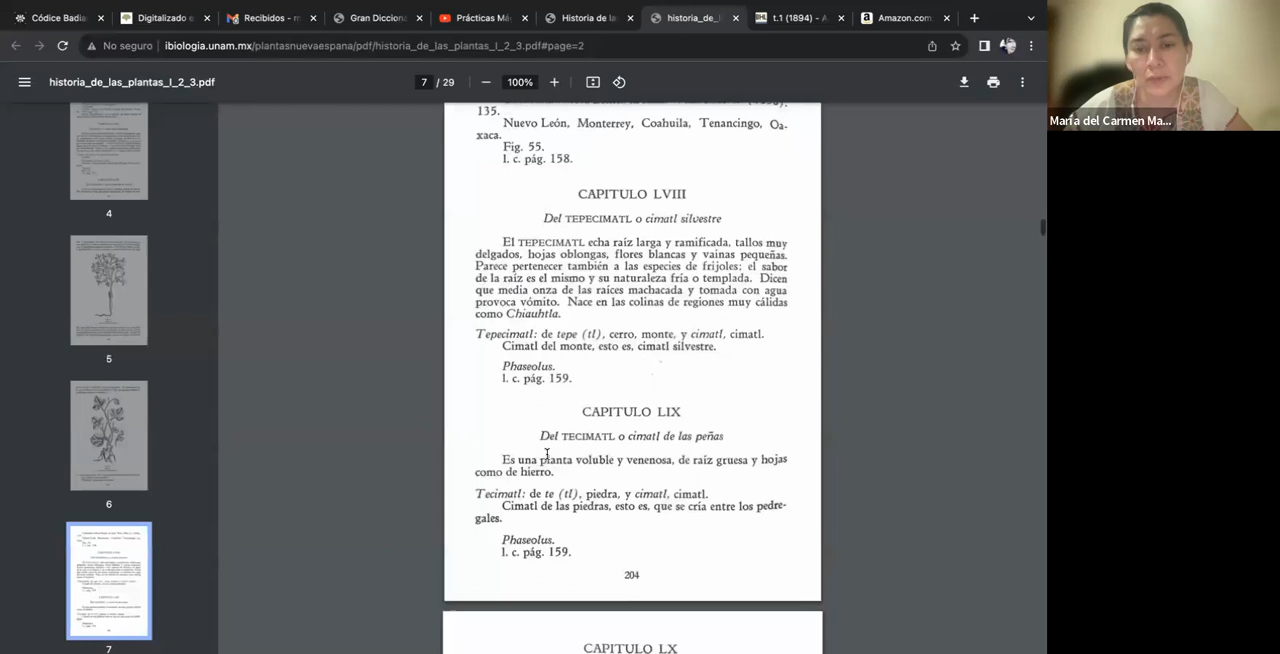 Códice Badian
Digitalizado e
Recibidos - m
Gran Dicciona
Prácticas Má
Historia de la
historia_de_l
t.1 (1894) - A
Amazon.com:
No seguro
ibiologia.unam.mx/plantasnuevaespana/pdf/historia_de_las_plantas_I_2_3.pdf#page=2
historia_de_las_plantas_I_2_3.pdf
7 / 29
100%
María del Carmen Ma...
4
5
6
7
135.
Nuevo León, Monterrey, Coahuila, Tenancingo, Oa-
xaca.
Fig. 55.
l. c. pág. 158.
CAPITULO LVIII
Del TEPECIMATL o cimatl silvestre
El TEPECIMATL echa raíz larga y ramificada, tallos muy
delgados, hojas oblongas, flores blancas y vainas pequeñas.
Parece pertenecer también a las especies de frijoles; el sabor
de la raíz es el mismo y su naturaleza fría o templada. Dicen
que media onza de las raíces machacada y tomada con agua
provoca vómito. Nace en las colinas de regiones muy cálidas
como Chiauhtla.
Tepecimatl: de tepe (tl), cerro, monte, y cimatl, cimatl.
Cimatl del monte, esto es, cimatl silvestre.
Phaseolus.
l. c. pág. 159.
CAPITULO LIX
Del TECIMATL o cimatl de las peñas
Es una planta voluble y venenosa, de raíz gruesa y hojas
como de hierro.
Tecimatl: de te (tl), piedra, y cimatl, cimatl.
Cimatl de las piedras, esto es, que se cría entre los pedre-
gales.
Phaseolus.
l. c. pág. 159.
204
CAPITULO LX